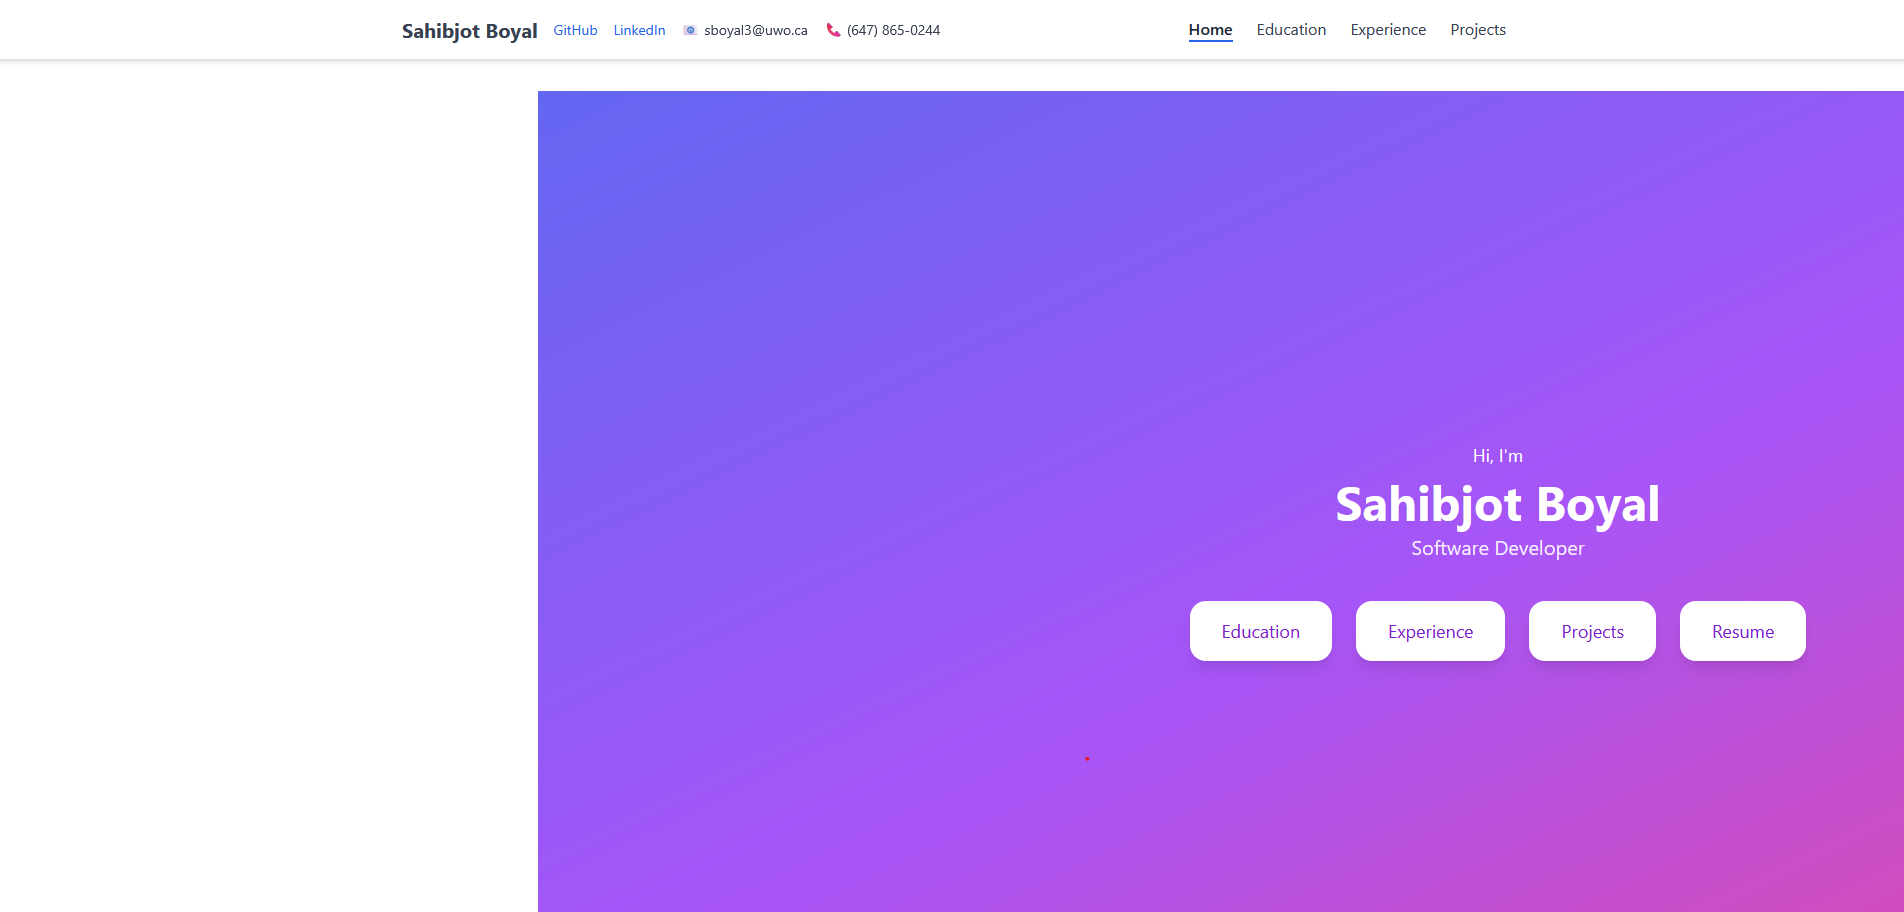 Sahibjot Boyal GitHub LinkedIn 📧 sboyal3@uwo.ca 📞 (647) 865-0244 Home Education Experience Projects
Hi, I'm
Sahibjot Boyal
Software Developer
Education Experience Projects Resume